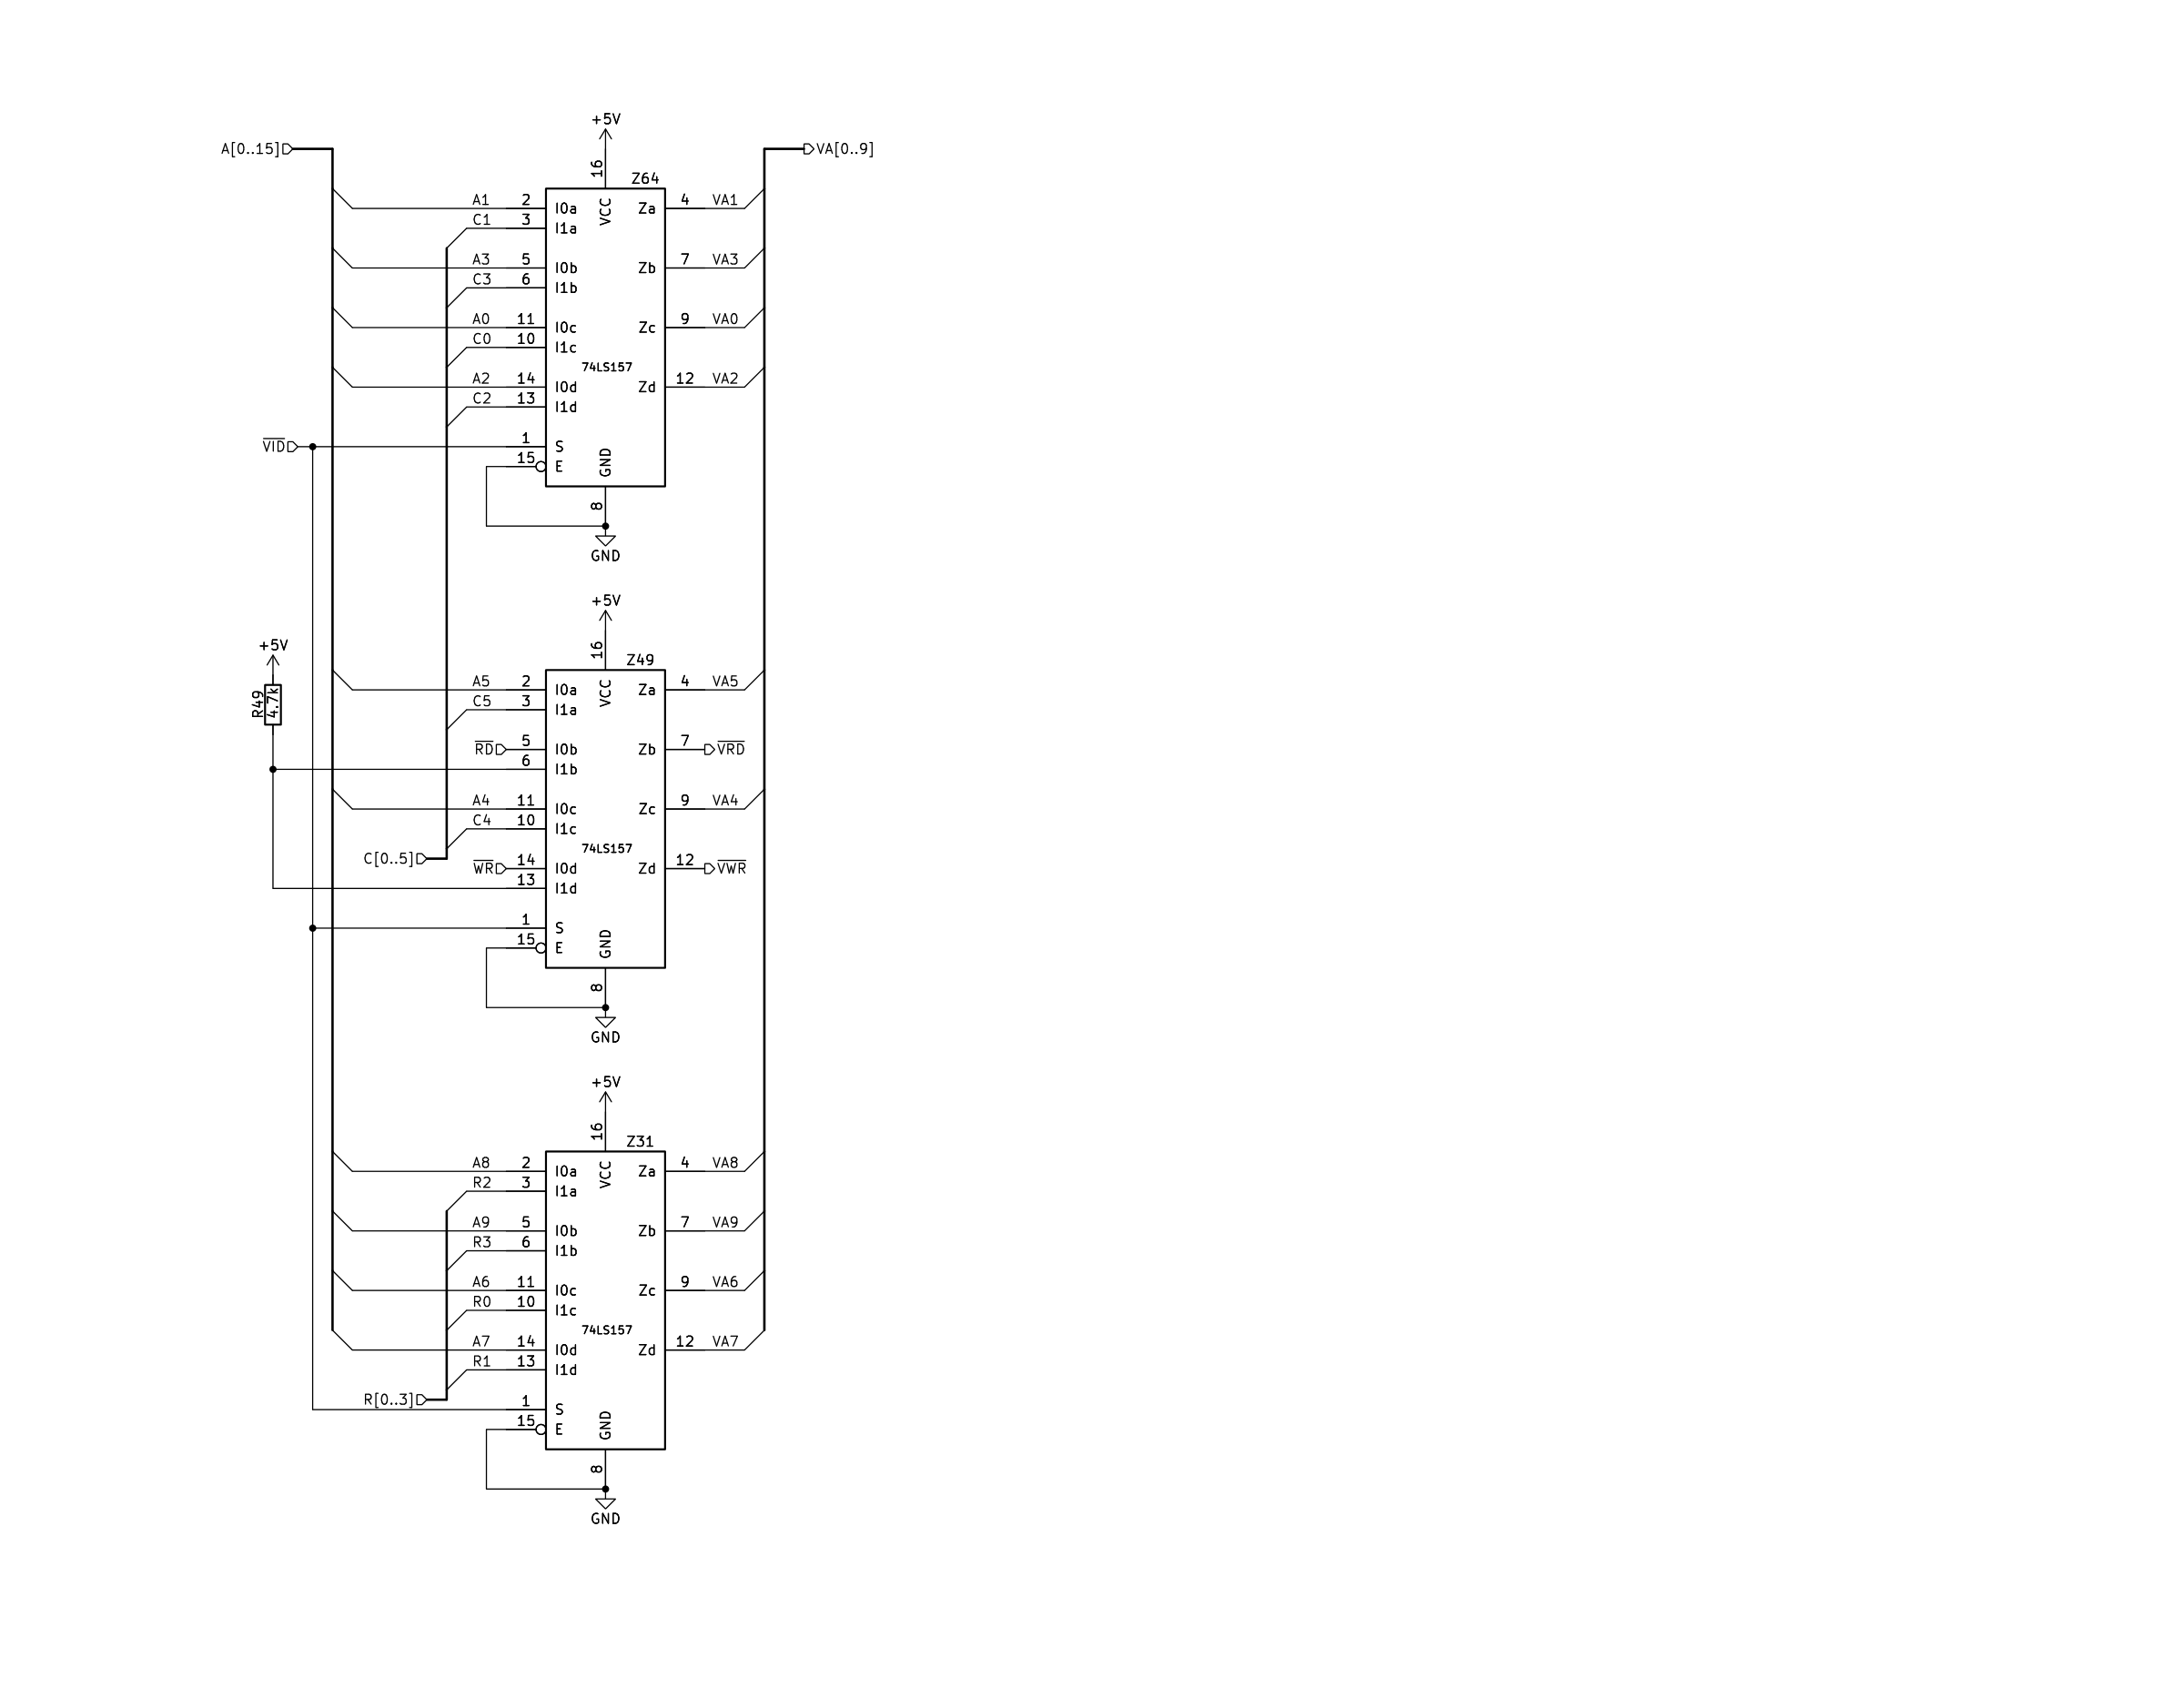 +5V
A[0..15]
VA[0..9]
16
Z64
A1 2 I0a VCC Za 4 VA1
C1 3 I1a
A3 5 I0b Zb 7 VA3
C3 6 I1b
A0 11 I0c Zc 9 VA0
C0 10 I1c
74LS157
A2 14 I0d Zd 12 VA2
C2 13 I1d
VID 1 S
15 E GND
8
GND
+5V
16
+5V
Z49
R49 4.7k
A5 2 I0a VCC Za 4 VA5
C5 3 I1a
RD 5 I0b Zb 7 VRD
6 I1b
A4 11 I0c Zc 9 VA4
C4 10 I1c
74LS157
C[0..5]
WR 14 I0d Zd 12 VWR
13 I1d
1 S
15 E GND
8
GND
+5V
16
Z31
A8 2 I0a VCC Za 4 VA8
R2 3 I1a
A9 5 I0b Zb 7 VA9
R3 6 I1b
A6 11 I0c Zc 9 VA6
R0 10 I1c
74LS157
A7 14 I0d Zd 12 VA7
R1 13 I1d
R[0..3]
1 S
15 E GND
8
GND